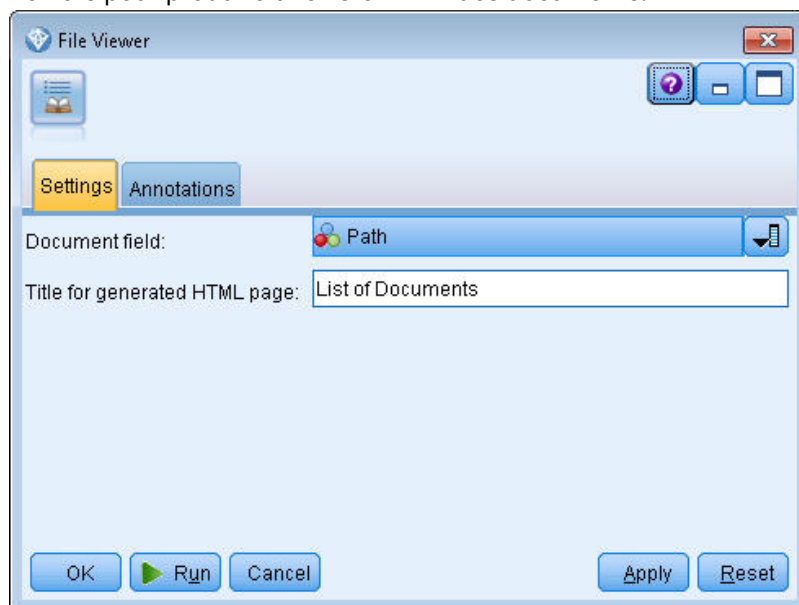 File Viewer
Settings
Annotations
Document field:
Path
Title for generated HTML page:
List of Documents
OK
Run
Cancel
Apply
Reset